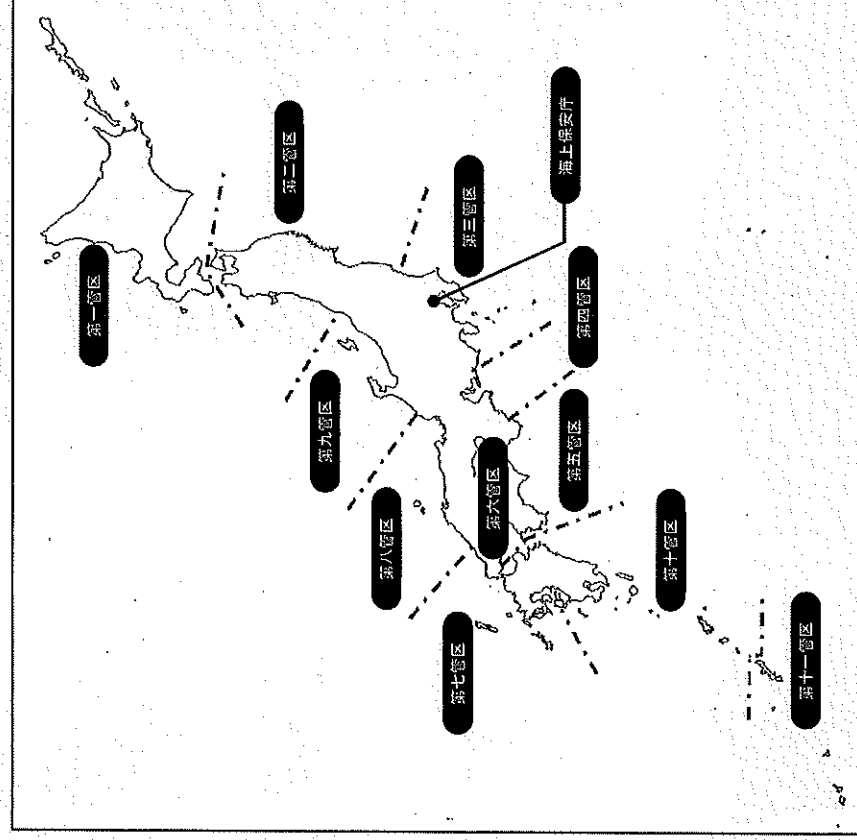 第一管区
第二管区
第三管区
海上保安庁
第四管区
第九管区
第五管区
第六管区
第八管区
第十管区
第七管区
第十一管区